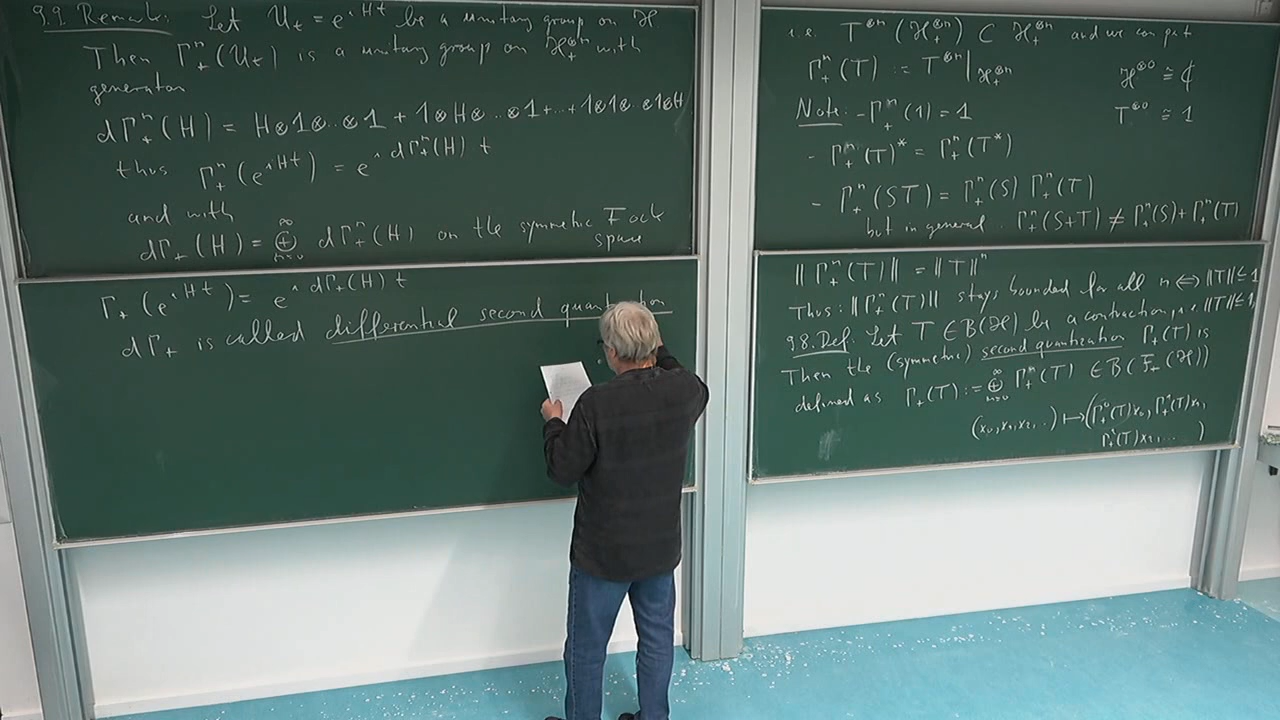 9.9 Remark: Let U_t = e^{iHt} be a unitary group on ℋ
Then Γ_+^n(U_t) is a unitary group on ℋ_+^{⊗n} with
generator
dΓ_+^n(H) = H⊗1⊗..⊗1 + 1⊗H⊗..⊗1+...+ 1⊗1⊗..⊗1⊗H
thus Γ_+^n(e^{iHt}) = e^{i dΓ_+^n(H) t}
and with
dΓ_+(H) = ⊕_{n=0}^∞ dΓ_+^n(H) on the symmetric Fock
space
Γ_+(e^{iHt}) = e^{i dΓ_+(H) t}
dΓ_+ is called differential second
i.e. T^{⊗n}(ℋ_+^{⊗n}) ⊂ ℋ_+^{⊗n} and we can put
Γ_+^n(T) := T^{⊗n}|_{ℋ_+^{⊗n}} ℋ^{⊗0} ≅ ℂ
Note: - Γ_+^n(1) = 1 T^{⊗0} ≅ 1
- Γ_+^n(T)* = Γ_+^n(T*)
- Γ_+^n(ST) = Γ_+^n(S) Γ_+^n(T)
but in general Γ_+^n(S+T) ≠ Γ_+^n(S) + Γ_+^n(T)
‖Γ_+^n(T)‖ = ‖T‖^n
Thus: ‖Γ_+^n(T)‖ stays bounded for all n ⇔ ‖T‖ ≤ 1
9.8. Def. Let T ∈ B(ℋ) be a contraction, i.e. ‖T‖ ≤ 1
Then the (symmetric) second quantization Γ_+(T) is
defined as Γ_+(T) := ⊕_{n=0}^∞ Γ_+^n(T) ∈ B(F_+(ℋ))
(x_0, x_1, x_2, ..) ↦ (Γ_+^0(T)x_0, Γ_+^1(T)x_1,
Γ_+^2(T)x_2, ... )